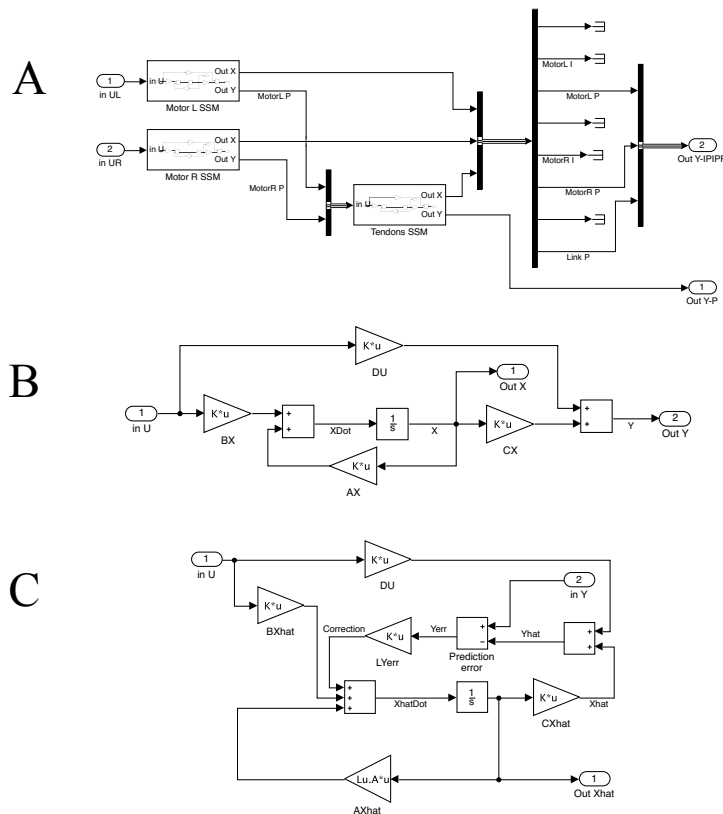 A
1
in UL
in U
Out X
Out Y
Motor L SSM
MotorL P
2
in UR
in U
Out X
Out Y
Motor R SSM
MotorR P
in U
Out X
Out Y
Tendons SSM
MotorL I
MotorL P
MotorR I
MotorR P
Link P
2
Out Y-IPIPF
1
Out Y-P
B
K*u
DU
1
in U
K*u
BX
+
+
XDot
1
s
X
1
Out X
K*u
CX
K*u
AX
+
+
Y
2
Out Y
C
1
in U
K*u
DU
2
in Y
K*u
BXhat
Correction
K*u
LYerr
Yerr
+
−
Prediction
error
Yhat
+
+
+
+
+
XhatDot
1
s
K*u
CXhat
Xhat
Lu.A*u
AXhat
1
Out Xhat